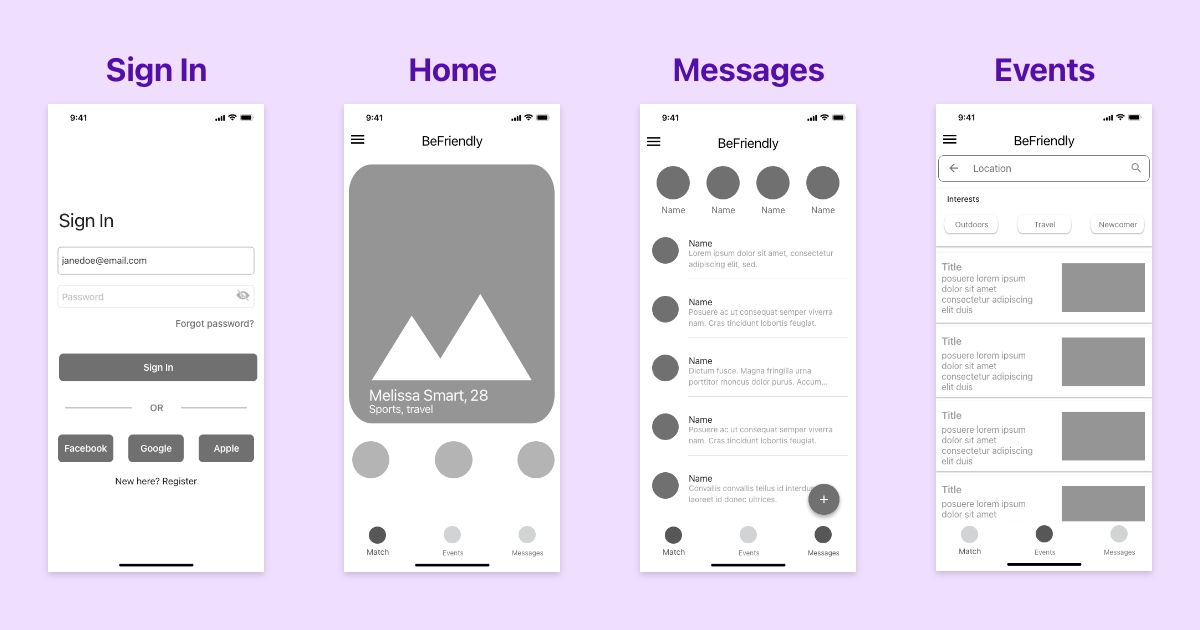 Sign In
9:41
Sign In
janedoe@email.com
Password
Forgot password?
Sign In
OR
Facebook Google Apple
New here? Register
Home
9:41
BeFriendly
Melissa Smart, 28
Sports, travel
Match Events Messages
Messages
9:41
BeFriendly
Name Name Name Name
Name
Lorem ipsum dolor sit amet, consectetur
adipiscing elit, sed.
Name
Posuere ac ut consequat semper viverra
nam. Cras tincidunt lobortis feugiat.
Name
Dictum fusce. Magna fringilla urna
porttitor rhoncus dolor purus. Accum...
Name
Posuere ac ut consequat semper viverra
nam. Cras tincidunt lobortis feugiat.
Name
Convallis convallis tellus id interdum
laoreet id donec ultrices.
+
Match Events Messages
Events
9:41
BeFriendly
Location
Interests
Outdoors Travel Newcomer
Title
posuere lorem ipsum
dolor sit amet
consectetur adipiscing
elit duis
Title
posuere lorem ipsum
dolor sit amet
consectetur adipiscing
elit duis
Title
posuere lorem ipsum
dolor sit amet
consectetur adipiscing
elit duis
Title
posuere lorem ipsum
dolor sit amet
Match Events Messages